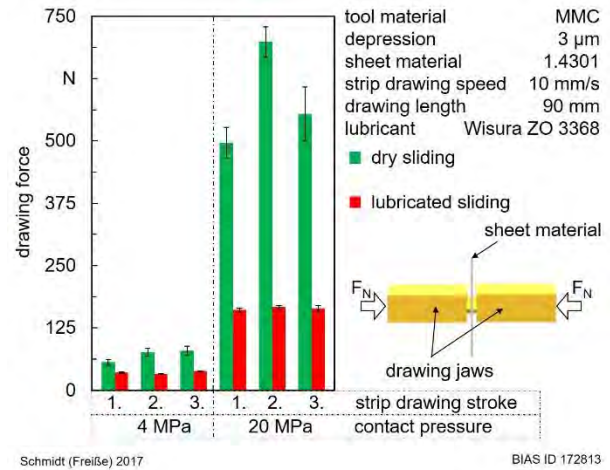 750
N
500
375
250
125
0
drawing force
1. 2. 3. 1. 2. 3. strip drawing stroke
4 MPa 20 MPa contact pressure
tool material MMC
depression 3 µm
sheet material 1.4301
strip drawing speed 10 mm/s
drawing length 90 mm
lubricant Wisura ZO 3368
dry sliding
lubricated sliding
sheet material
FN FN
drawing jaws
Schmidt (Freiße) 2017 BIAS ID 172813